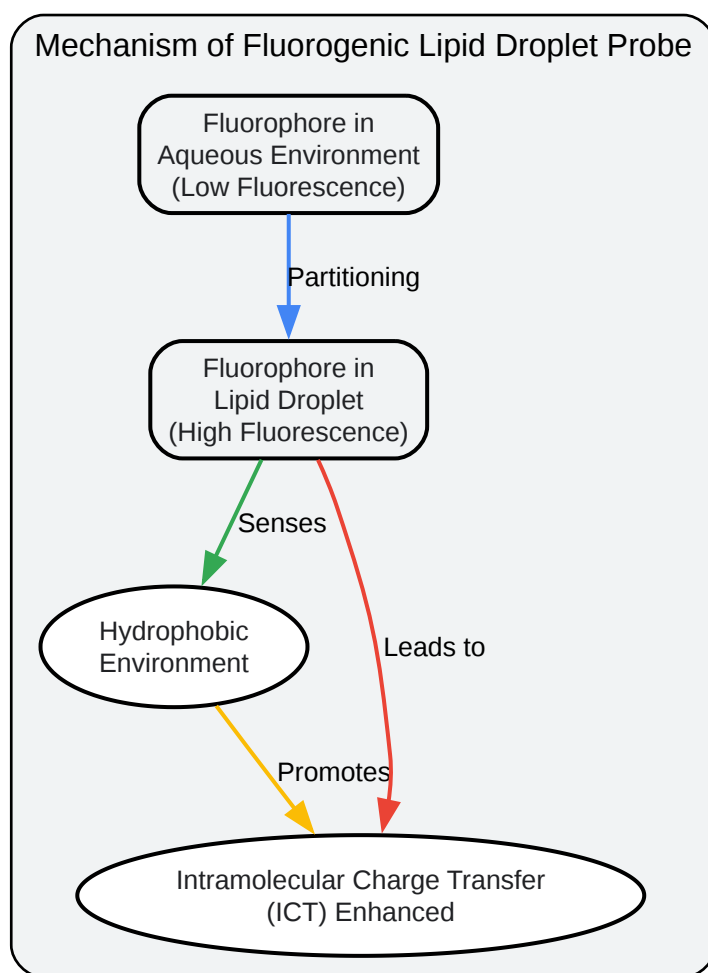 Mechanism of Fluorogenic Lipid Droplet Probe
Fluorophore in
Aqueous Environment
(Low Fluorescence)
Partitioning
Fluorophore in
Lipid Droplet
(High Fluorescence)
Senses
Hydrophobic
Environment
Leads to
Promotes
Intramolecular Charge Transfer
(ICT) Enhanced